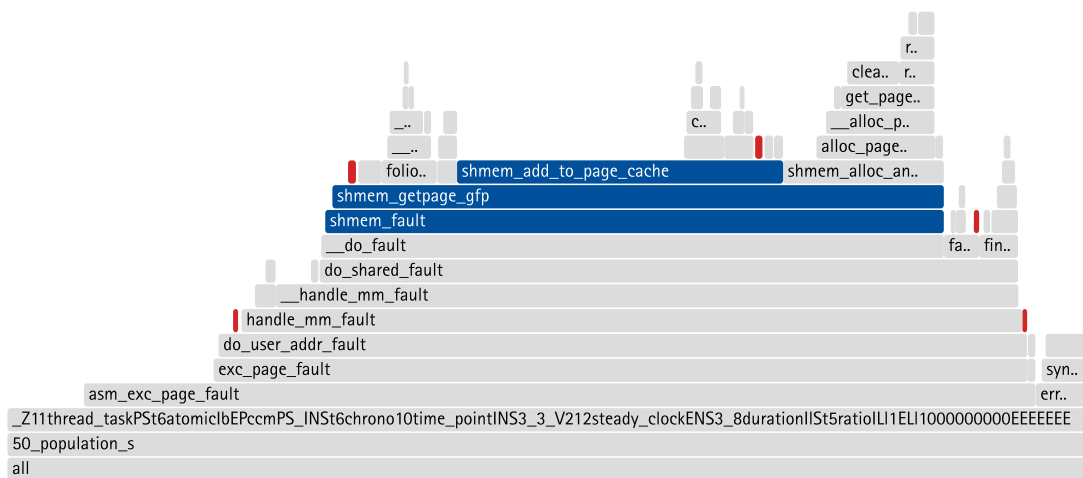 r..
clea.. r..
get_page..
_.. c.. __alloc_p..
__.. alloc_page..
folio.. shmem_add_to_page_cache shmem_alloc_an..
shmem_getpage_gfp
shmem_fault
__do_fault fa.. fin..
do_shared_fault
__handle_mm_fault
handle_mm_fault
do_user_addr_fault
exc_page_fault syn..
asm_exc_page_fault err..
_Z11thread_taskPSt6atomicIbEPccmPS_INSt6chrono10time_pointINS3_3_V212steady_clockENS3_8durationIlSt5ratioILl1ELl1000000000EEEEEEE
50_population_s
all